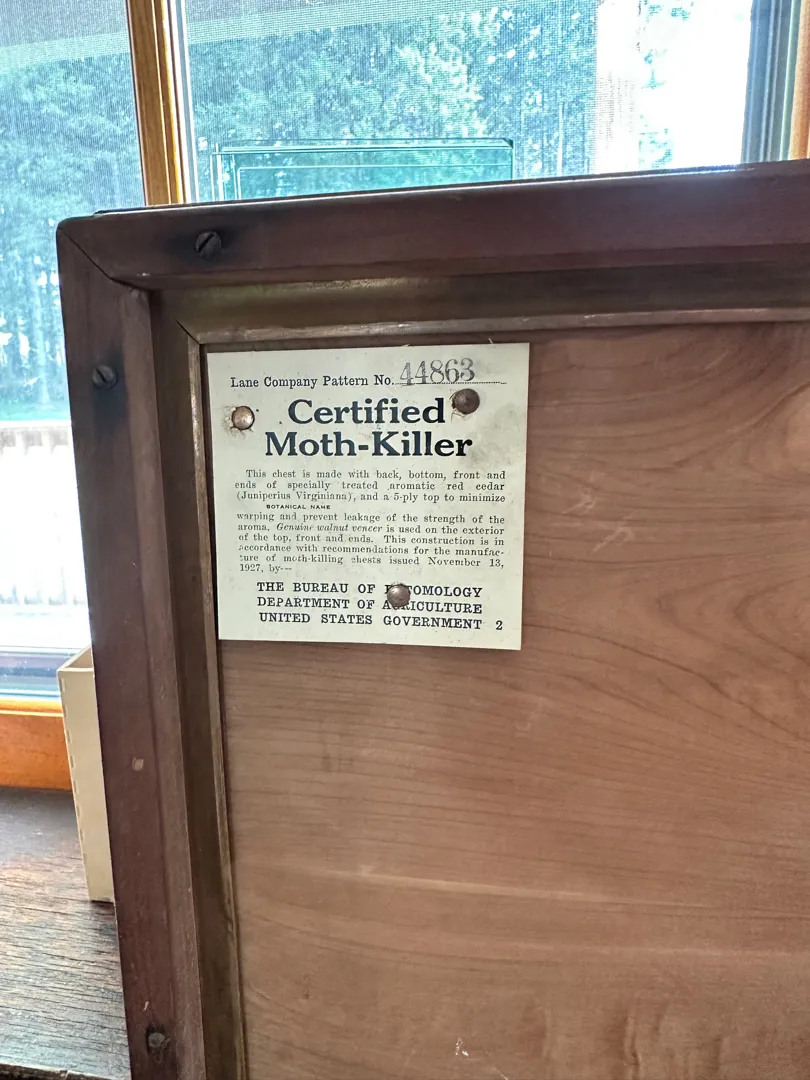 Lane Company Pattern No. 44863
Certified
Moth-Killer
This chest is made with back, bottom, front and
ends of specially treated aromatic red cedar
(Juniperius Virginiana), and a 5-ply top to minimize
BOTANICAL NAME
warping and prevent leakage of the strength of the
aroma. Genuine walnut veneer is used on the exterior
of the top, front and ends. This construction is in
accordance with recommendations for the manufac-
ture of moth-killing chests issued November 13,
1927, by--
THE BUREAU OF ENTOMOLOGY
DEPARTMENT OF AGRICULTURE
UNITED STATES GOVERNMENT 2